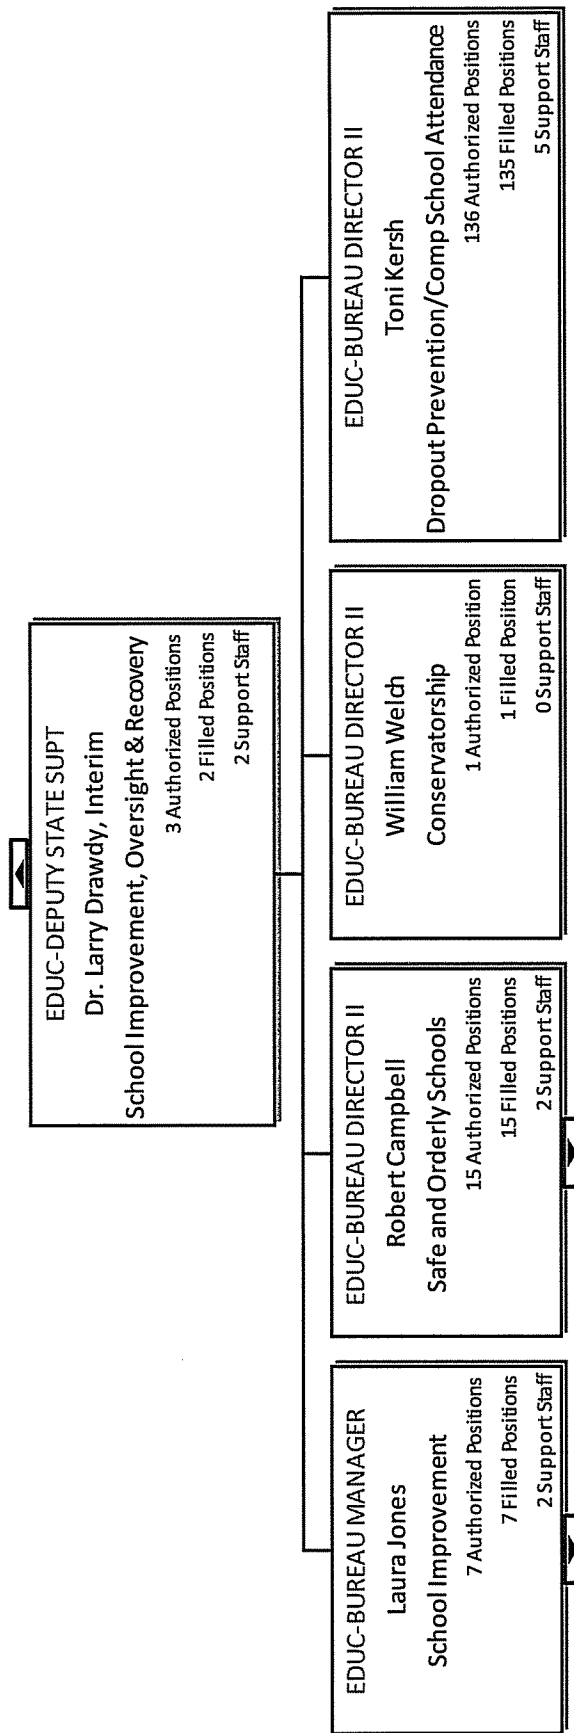 EDUC-DEPUTY STATE SUPT
Dr. Larry Drawdy, Interim
School Improvement, Oversight & Recovery
3 Authorized Positions
2 Filled Positions
2 Support Staff
EDUC-BUREAU MANAGER
Laura Jones
School Improvement
7 Authorized Positions
7 Filled Positions
2 Support Staff
EDUC-BUREAU DIRECTOR II
Robert Campbell
Safe and Orderly Schools
15 Authorized Positions
15 Filled Positions
2 Support Staff
EDUC-BUREAU DIRECTOR II
William Welch
Conservatorship
1 Authorized Position
1 Filled Posiiton
0 Support Staff
EDUC-BUREAU DIRECTOR II
Toni Kersh
Dropout Prevention/Comp School Attendance
136 Authorized Positions
135 Filled Positions
5 Support Staff